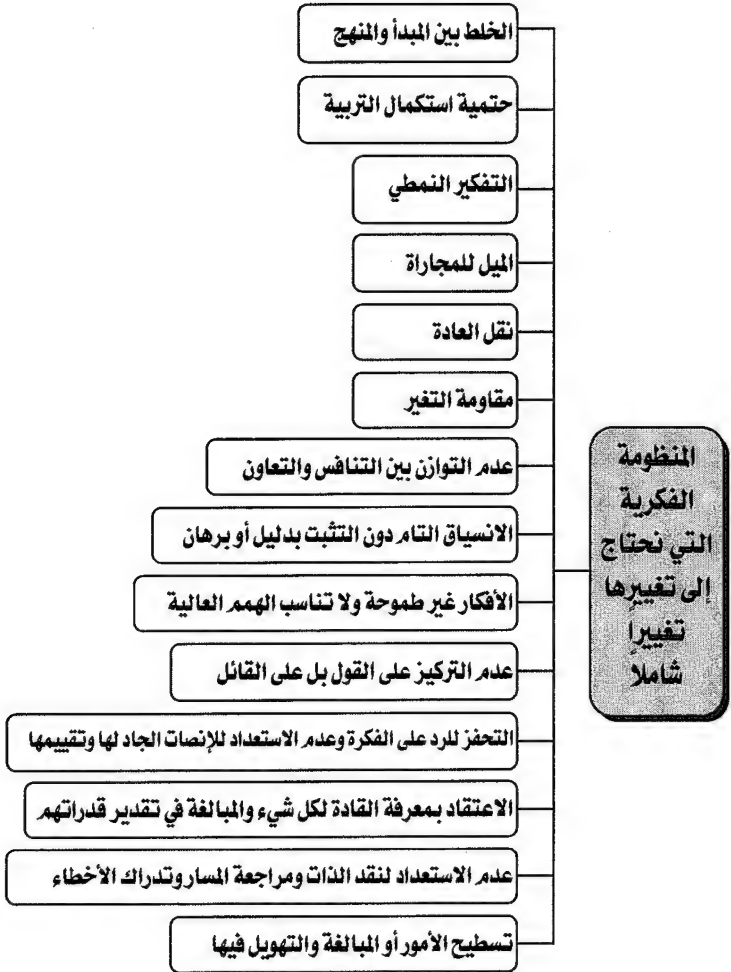 المنظومة
الفكرية
التي نحتاج
إلى تغييرها
تغييراً
شاملاً
الخلط بين المبدأ والمنهج
حتمية استكمال التربية
التفكير النمطي
الميل للمجاراة
نقل العادة
مقاومة التغير
عدم التوازن بين التنافس والتعاون
الانسياق التام دون التثبت بدليل أو برهان
الأفكار غير طموحة ولا تناسب الهمم العالية
عدم التركيز على القول بل على القائل
التحفز للرد على الفكرة وعدم الاستعداد للإنصات الجاد لها وتقييمها
الاعتقاد بمعرفة القادة لكل شيء والمبالغة في تقدير قدراتهم
عدم الاستعداد لنقد الذات ومراجعة المسار وتدراك الأخطاء
تسطيح الأمور أو المبالغة والتهويل فيها